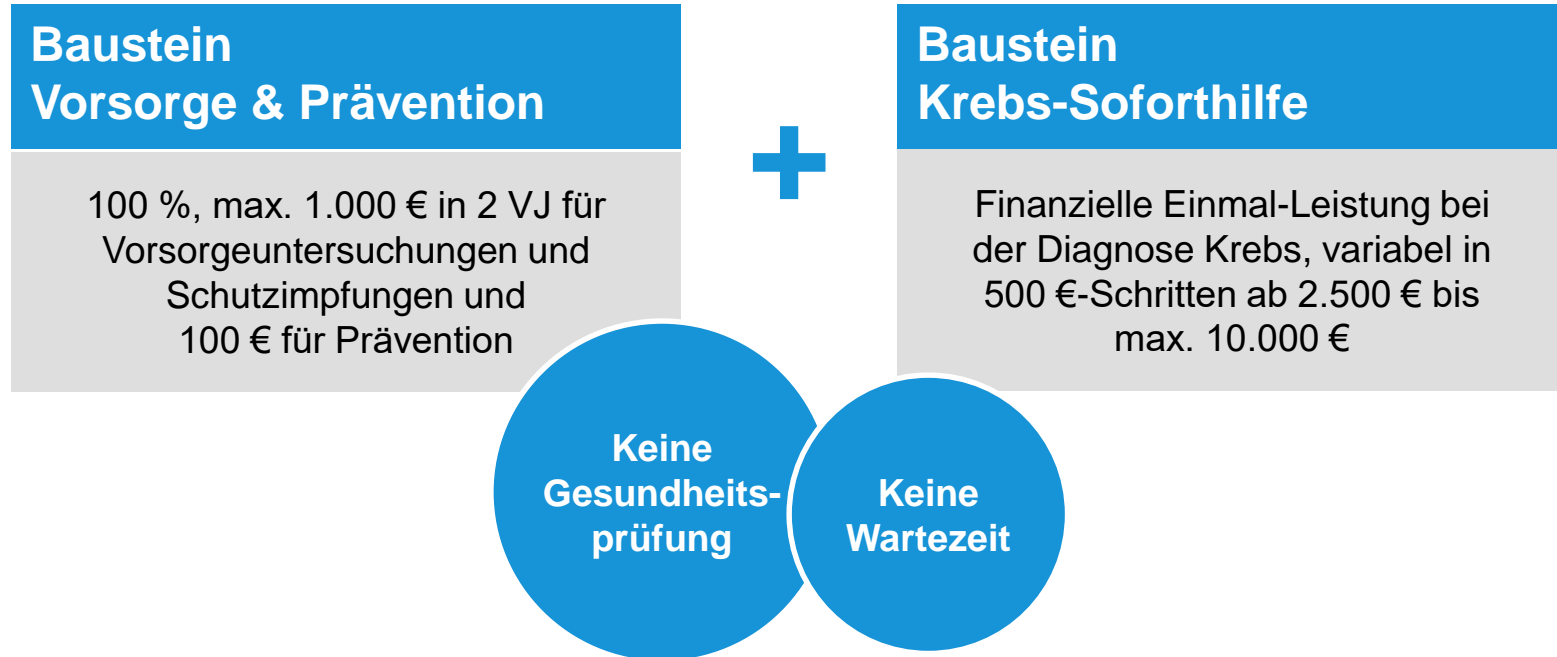 Baustein
Vorsorge & Prävention
100 %, max. 1.000 € in 2 VJ für
Vorsorgeuntersuchungen und
Schutzimpfungen und
100 € für Prävention
+
Baustein
Krebs-Soforthilfe
Finanzielle Einmal-Leistung bei
der Diagnose Krebs, variabel in
500 €-Schritten ab 2.500 € bis
max. 10.000 €
Keine
Gesundheits-
prüfung
Keine
Wartezeit